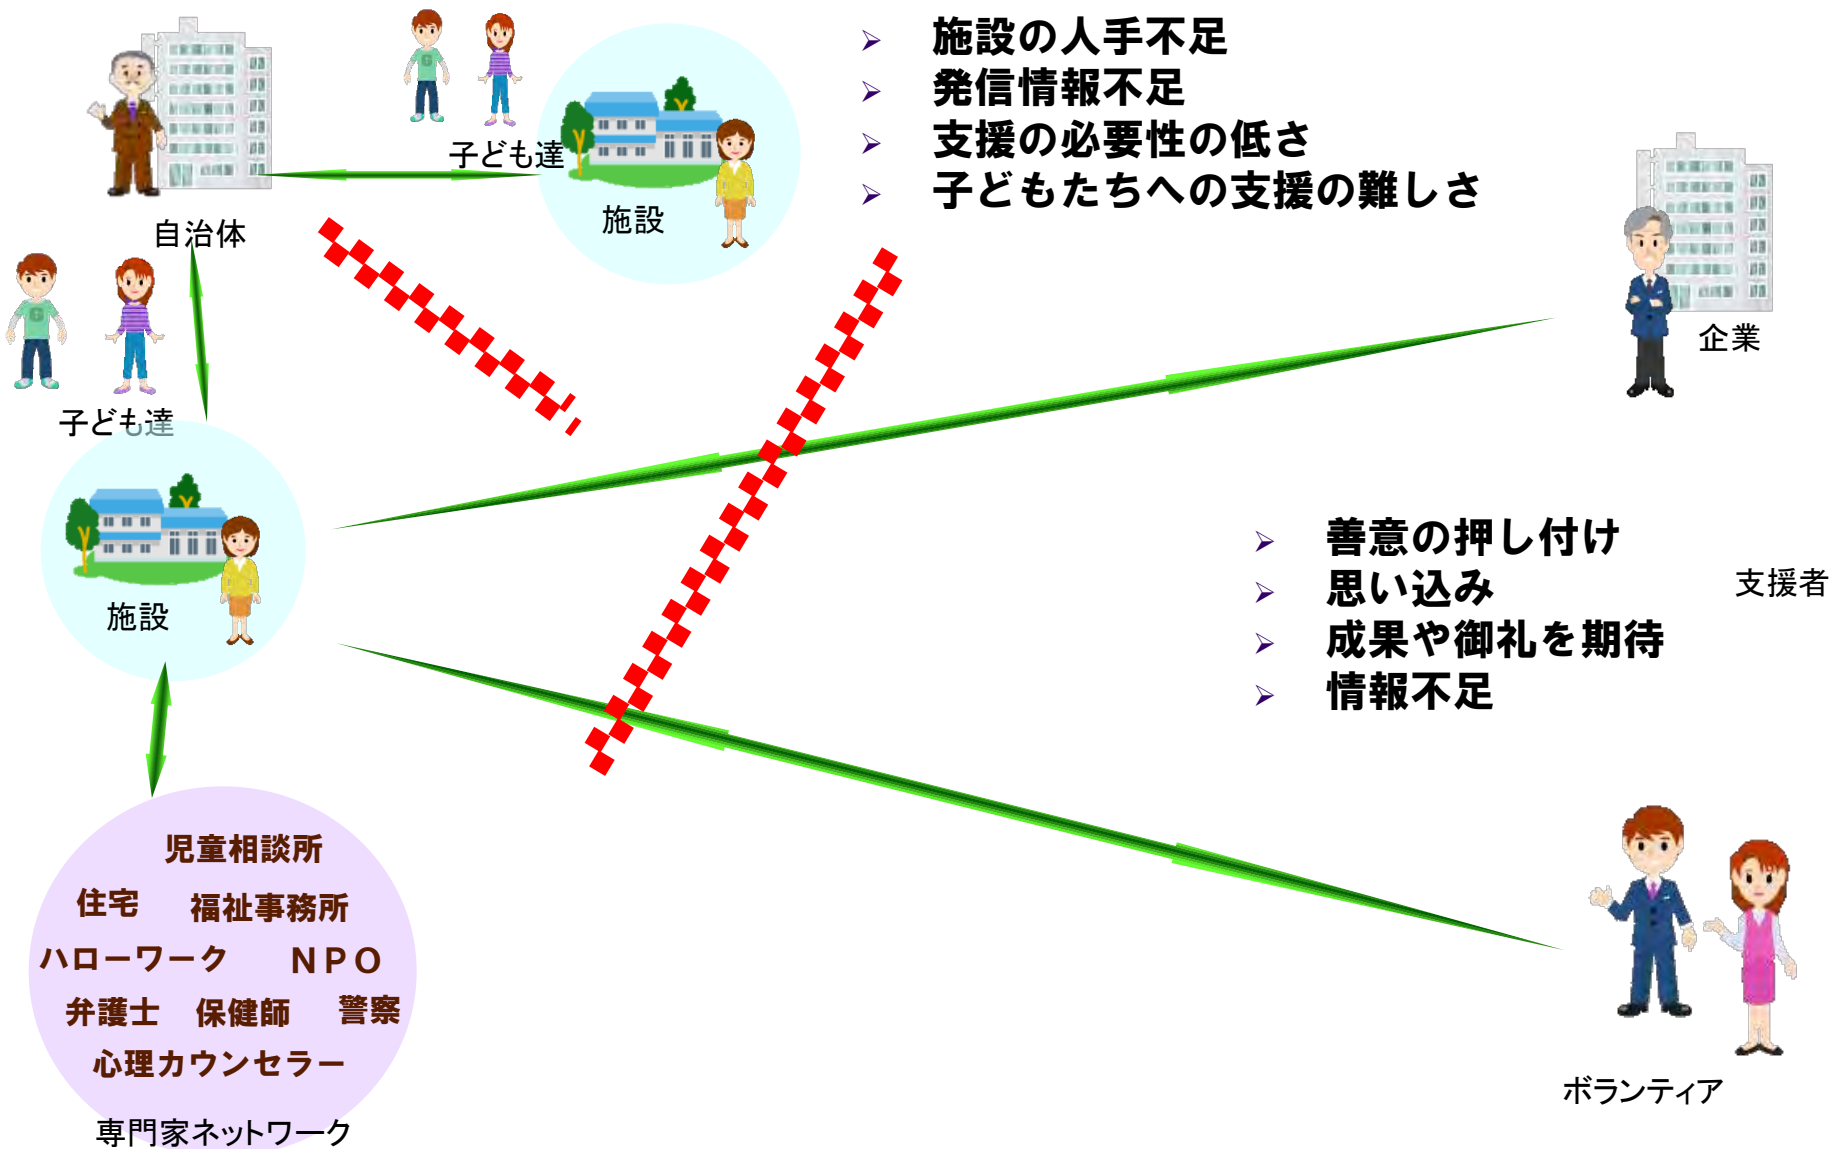 施設の人手不足
発信情報不足
支援の必要性の低さ
子どもたちへの支援の難しさ
子ども達
施設
自治体
企業
子ども達
施設
善意の押し付け
思い込み
成果や御礼を期待
情報不足
支援者
児童相談所
住宅 福祉事務所
ハローワーク ＮＰＯ
弁護士 保健師 警察
心理カウンセラー
専門家ネットワーク
ボランティア